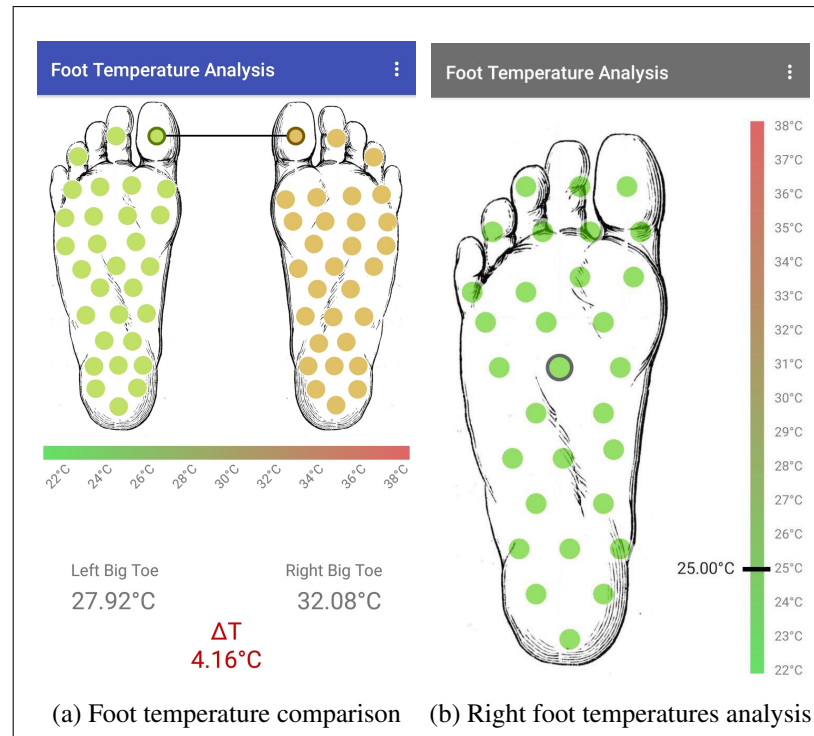 Foot Temperature Analysis
22°C 24°C 26°C 28°C 30°C 32°C 34°C 36°C 38°C
Left Big Toe Right Big Toe
27.92°C 32.08°C
ΔT
4.16°C
(a) Foot temperature comparison
Foot Temperature Analysis
38°C
37°C
36°C
35°C
34°C
33°C
32°C
31°C
30°C
29°C
28°C
27°C
26°C
25.00°C 25°C
24°C
23°C
22°C
(b) Right foot temperatures analysis